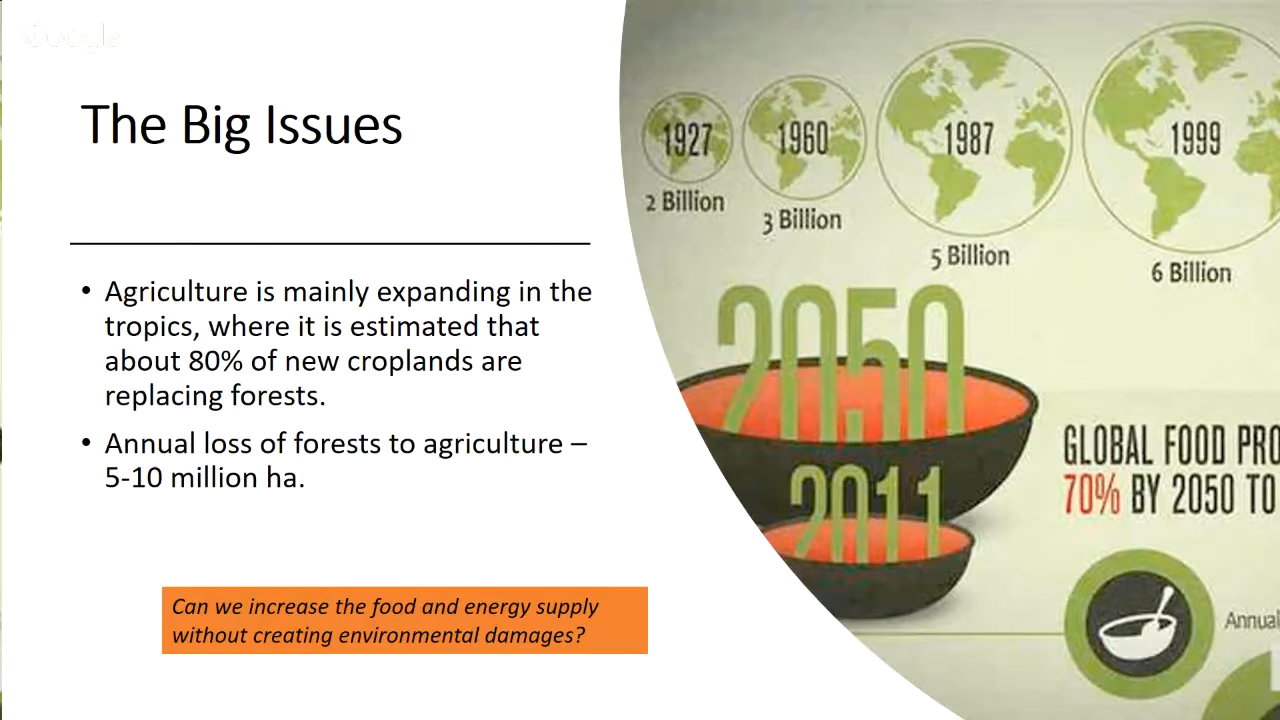 The Big Issues
• Agriculture is mainly expanding in the
tropics, where it is estimated that
about 80% of new croplands are
replacing forests.
• Annual loss of forests to agriculture –
5-10 million ha.
Can we increase the food and energy supply
without creating environmental damages?
1927
2 Billion
1960
3 Billion
1987
5 Billion
1999
6 Billion
2050
2011
GLOBAL FOOD PRO
70% BY 2050 TO
Annual